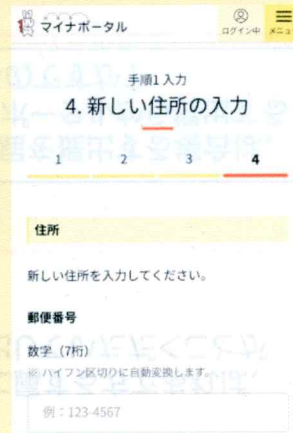 マイナポータル
ログイン中
メニュー
手順1 入力
4. 新しい住所の入力
1 2 3 4
住所
新しい住所を入力してください。
郵便番号
数字（7桁）
※ ハイフン区切りに自動変換します。
例：123-4567